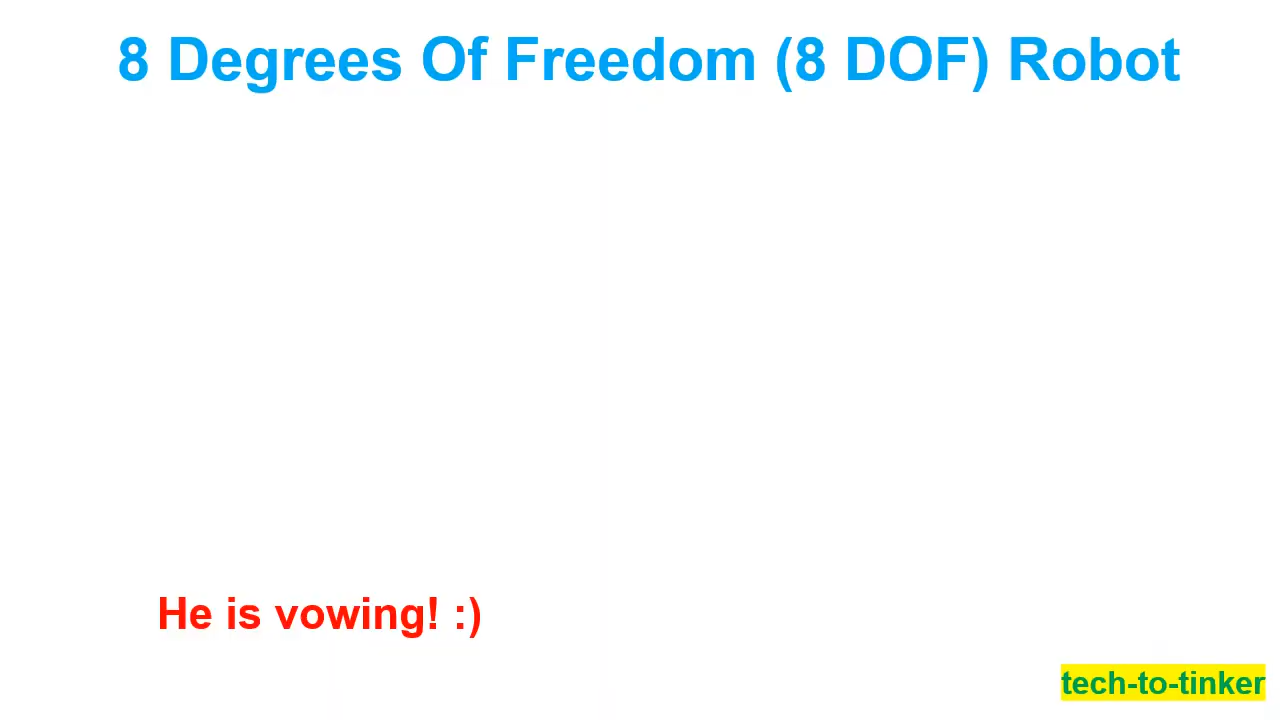 8 Degrees Of Freedom (8 DOF) Robot
He is vowing! :)
tech-to-tinker